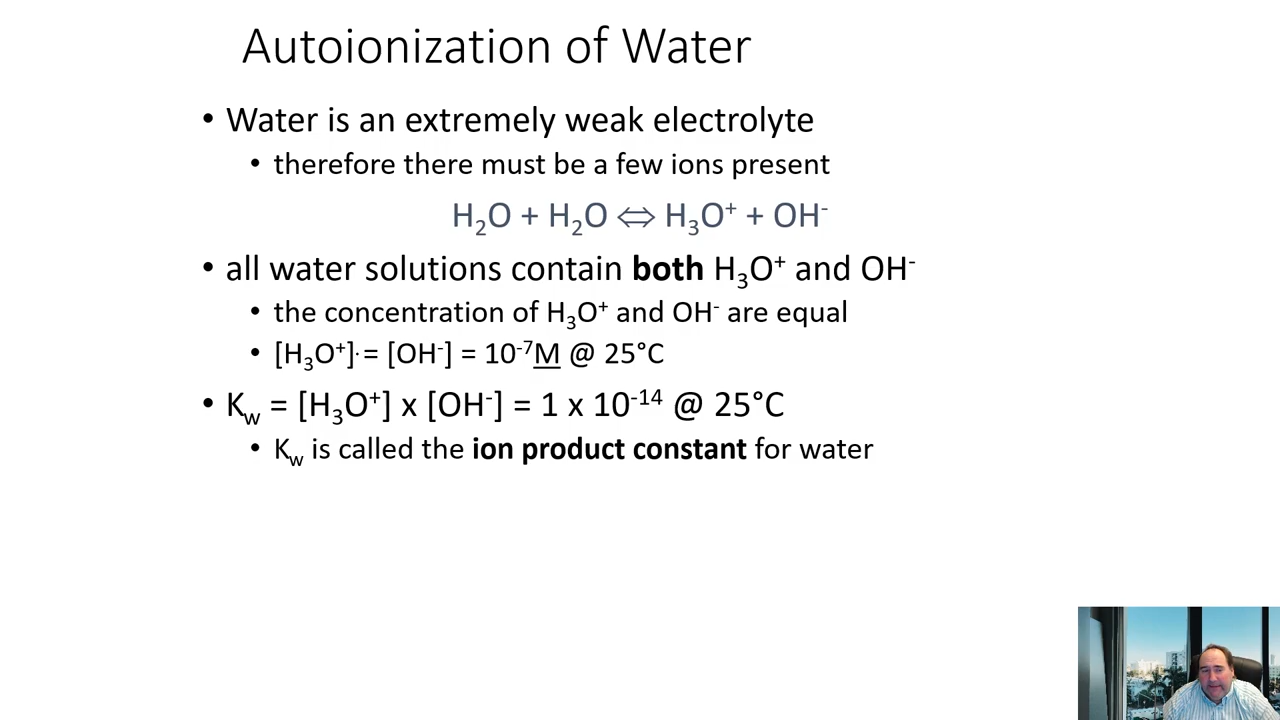 Autoionization of Water
• Water is an extremely weak electrolyte
• therefore there must be a few ions present
H₂O + H₂O ⇔ H₃O⁺ + OH⁻
• all water solutions contain both H₃O⁺ and OH⁻
• the concentration of H₃O⁺ and OH⁻ are equal
• [H₃O⁺] = [OH⁻] = 10⁻⁷M @ 25°C
• K_w = [H₃O⁺] x [OH⁻] = 1 x 10⁻¹⁴ @ 25°C
• K_w is called the ion product constant for water